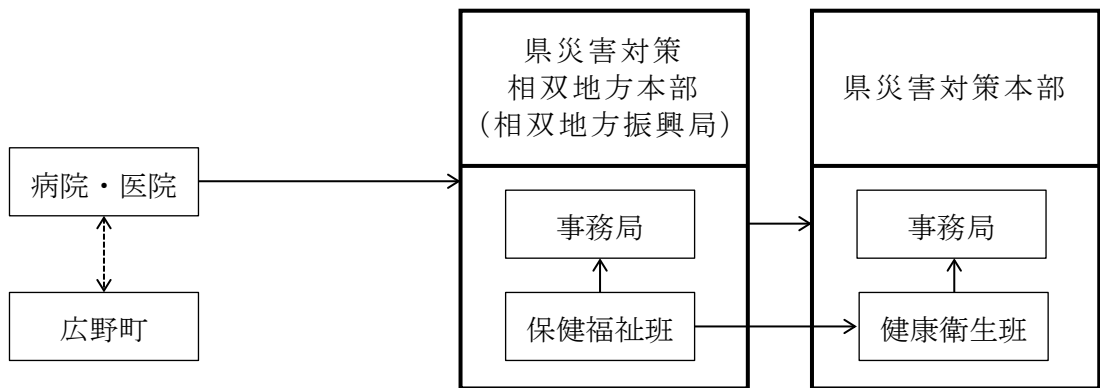 県災害対策
相双地方本部
(相双地方振興局)
県災害対策本部
病院・医院
事務局
事務局
広野町
保健福祉班
健康衛生班